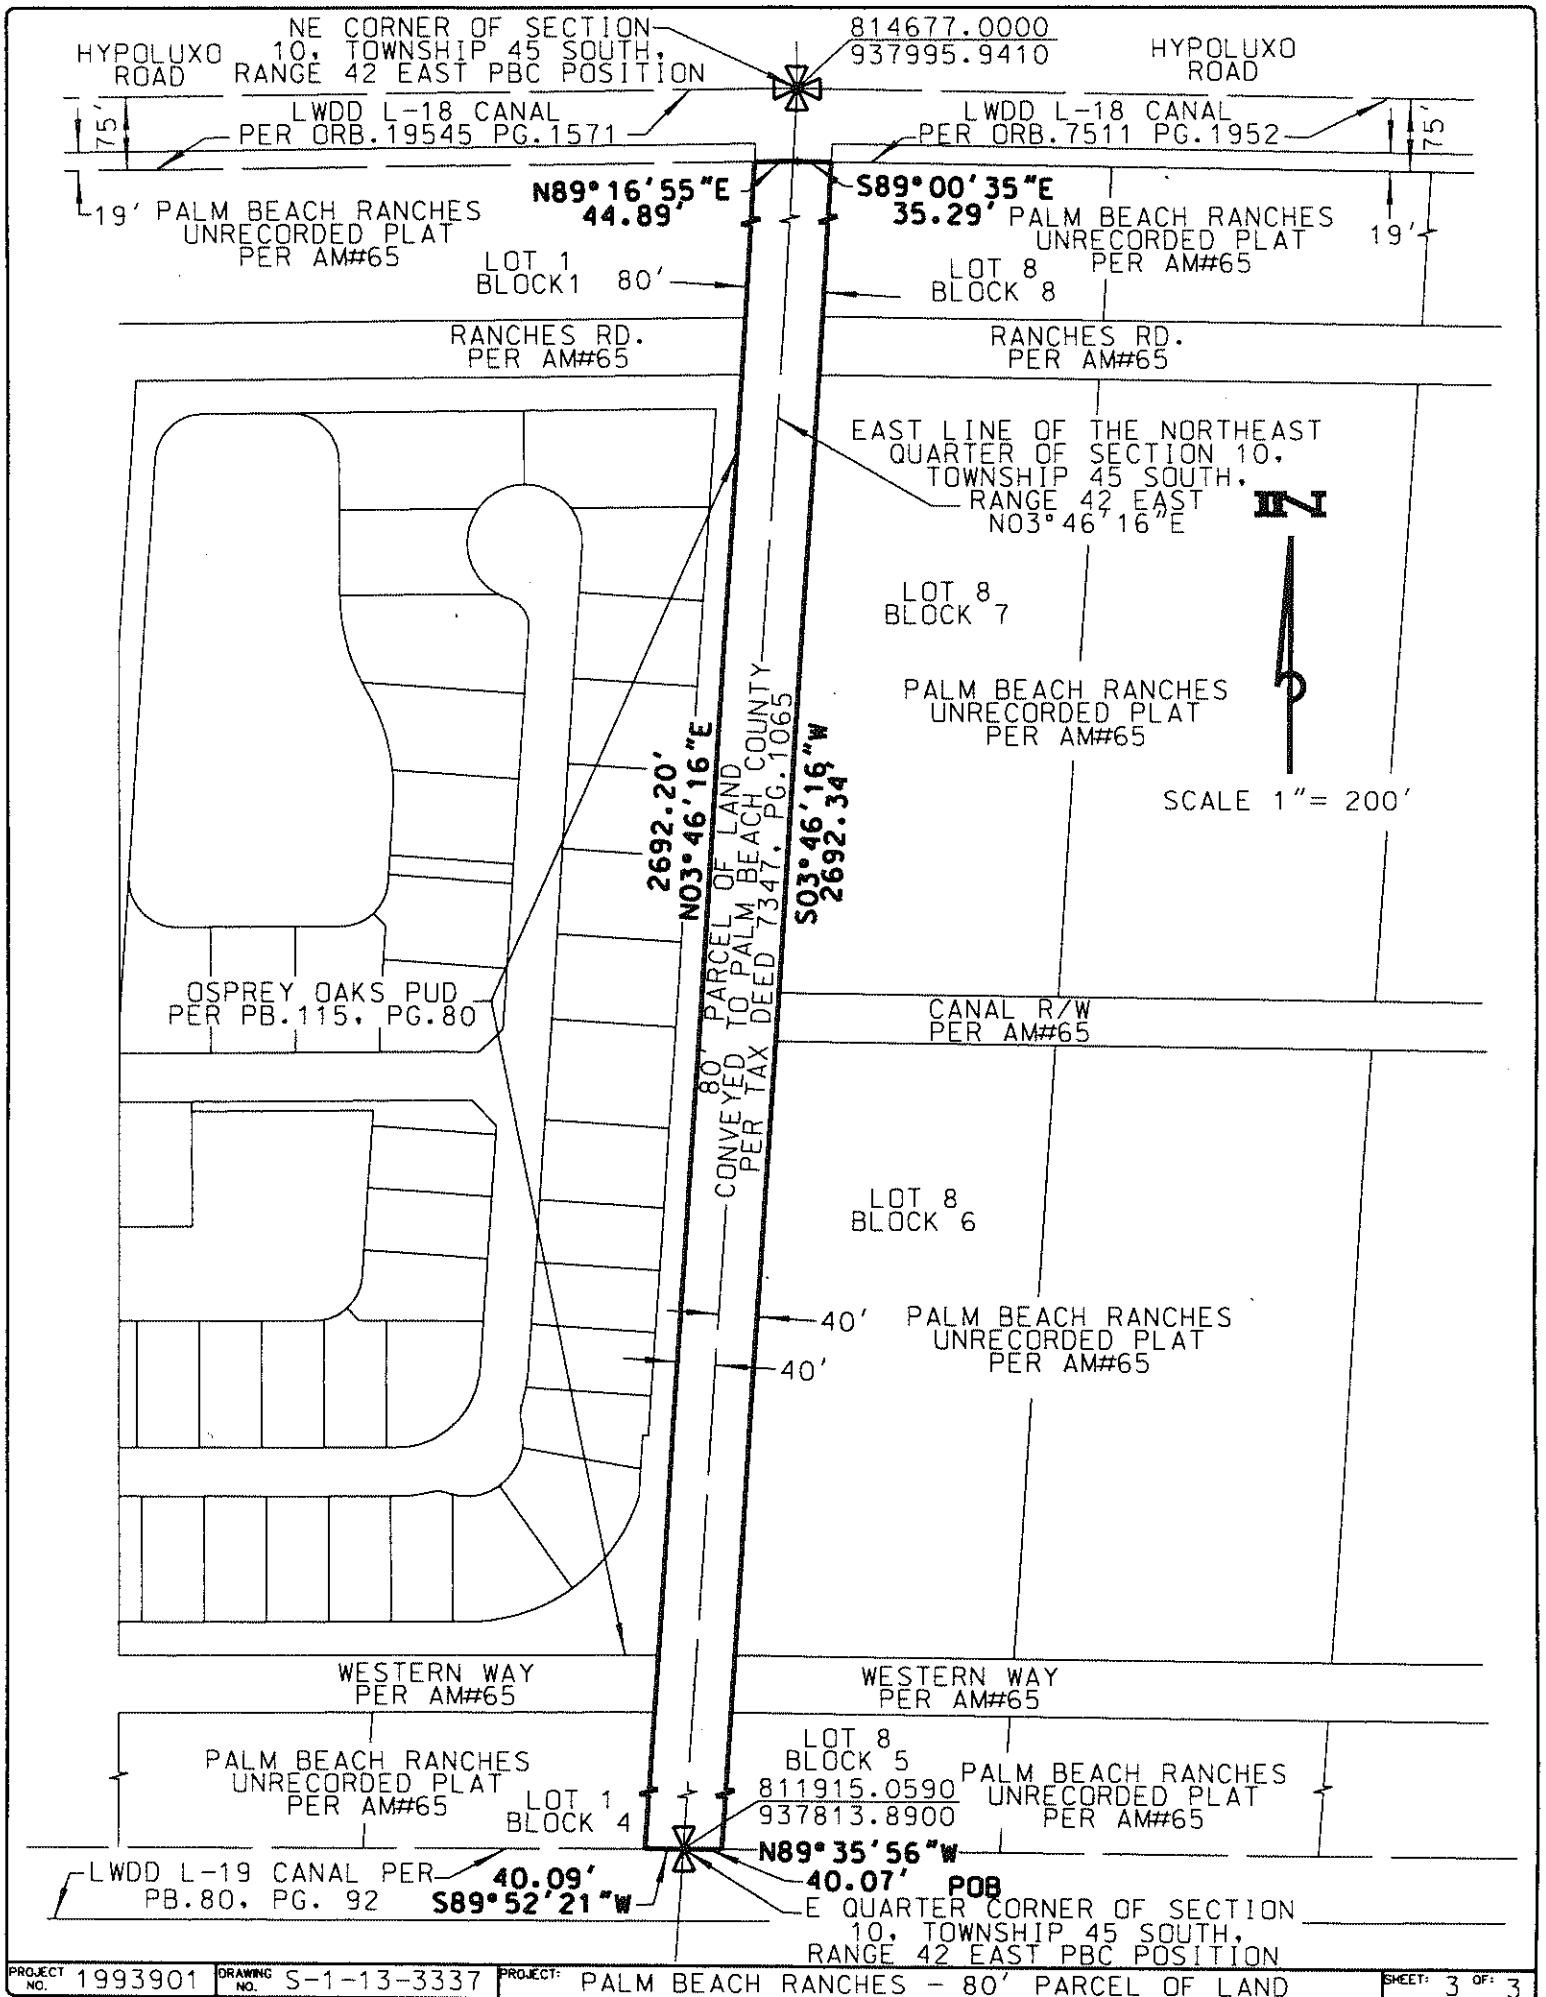 NE CORNER OF SECTION
10, TOWNSHIP 45 SOUTH,
RANGE 42 EAST PBC POSITION
814677.0000
937995.9410
HYPOLUXO
ROAD
HYPOLUXO
ROAD
75'
LWDD L-18 CANAL
PER ORB.19545 PG.1571
LWDD L-18 CANAL
PER ORB.7511 PG.1952
75'
N89°16'55"E
44.89'
S89°00'35"E
35.29'
19'
PALM BEACH RANCHES
UNRECORDED PLAT
PER AM#65
PALM BEACH RANCHES
UNRECORDED PLAT
PER AM#65
19'
LOT 1
BLOCK1
80'
LOT 8
BLOCK 8
RANCHES RD.
PER AM#65
RANCHES RD.
PER AM#65
EAST LINE OF THE NORTHEAST
QUARTER OF SECTION 10,
TOWNSHIP 45 SOUTH,
RANGE 42 EAST
N03°46'16"E
N
LOT 8
BLOCK 7
PALM BEACH RANCHES
UNRECORDED PLAT
PER AM#65
SCALE 1"= 200'
2692.20'
N03°46'16"E
80' PARCEL OF LAND
CONVEYED TO PALM BEACH COUNTY
PER TAX DEED 7347, PG.1065
S03°46'16"W
2692.34'
OSPREY OAKS PUD
PER PB.115, PG.80
CANAL R/W
PER AM#65
LOT 8
BLOCK 6
40'
40'
PALM BEACH RANCHES
UNRECORDED PLAT
PER AM#65
WESTERN WAY
PER AM#65
WESTERN WAY
PER AM#65
PALM BEACH RANCHES
UNRECORDED PLAT
PER AM#65
LOT 1
BLOCK 4
LOT 8
BLOCK 5
811915.0590
937813.8900
PALM BEACH RANCHES
UNRECORDED PLAT
PER AM#65
LWDD L-19 CANAL PER
PB.80, PG. 92
40.09'
S89°52'21"W
N89°35'56"W
40.07' POB
E QUARTER CORNER OF SECTION
10, TOWNSHIP 45 SOUTH,
RANGE 42 EAST PBC POSITION
PROJECT NO. 1993901 DRAWING NO. S-1-13-3337 PROJECT: PALM BEACH RANCHES - 80' PARCEL OF LAND SHEET: 3 OF: 3